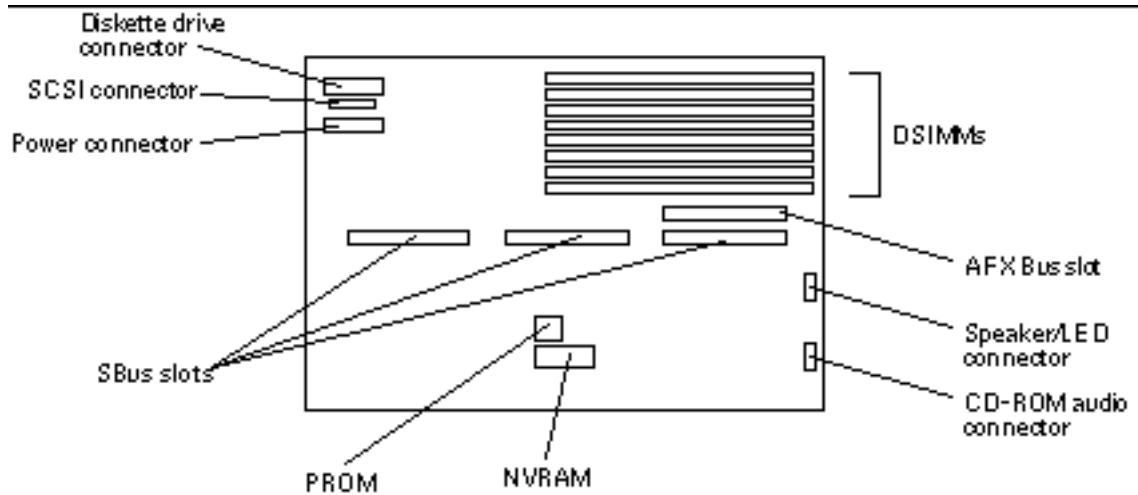 Diskette drive
connector
SCSI connector
Power connector
DSIMMs
AFX Bus slot
Speaker/LED
connector
SBus slots
CD-ROM audio
connector
PROM
NVRAM